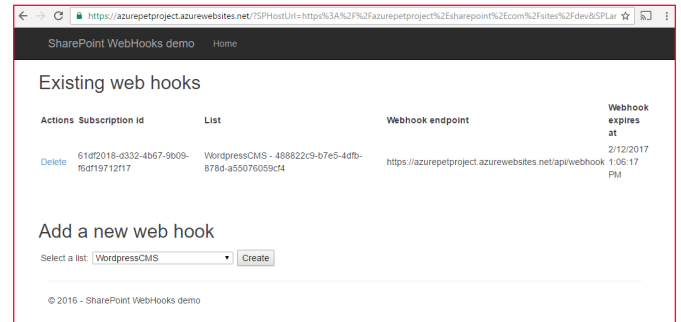 https://azurepetproject.azurewebsites.net/?SPHostUrl=https%3A%2F%2Fazurepetproject%2Esharepoint%2Ecom%2Fsites%2Fdev&SPLar
SharePoint WebHooks demo Home
Existing web hooks
Actions Subscription id List Webhook endpoint Webhook expires at
Delete 61df2018-d332-4b67-9b09-f6df19712f17 WordpressCMS - 488822c9-b7e5-4dfb-878d-a55076059cf4 https://azurepetproject.azurewebsites.net/api/webhook 2/12/2017 1:06:17 PM
Add a new web hook
Select a list: WordpressCMS Create
© 2016 - SharePoint WebHooks demo